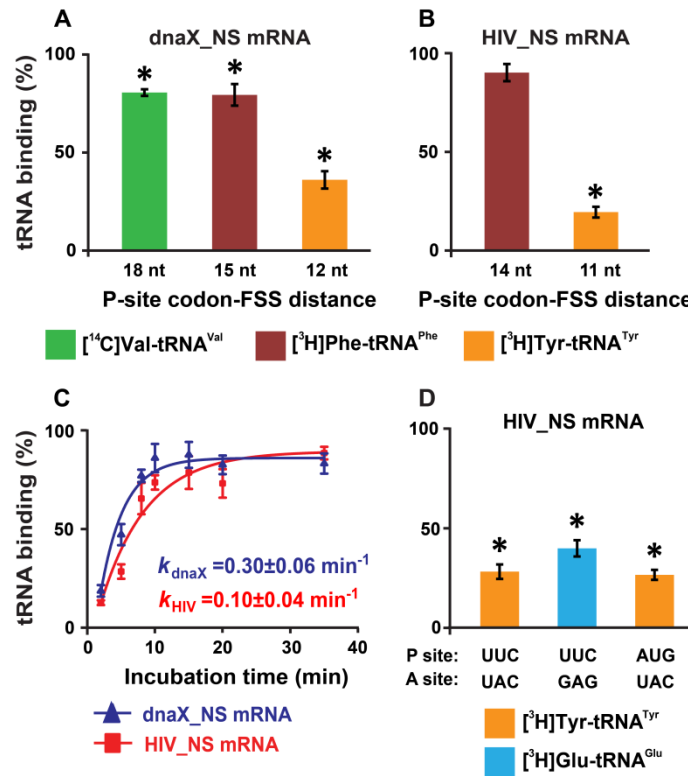 A
dnaX_NS mRNA
tRNA binding (%)
100
50
0
* * *
18 nt 15 nt 12 nt
P-site codon-FSS distance
B
HIV_NS mRNA
100
50
0
*
14 nt 11 nt
P-site codon-FSS distance
[¹⁴C]Val-tRNAⱽᵃˡ [³H]Phe-tRNAᴾʰᵉ [³H]Tyr-tRNAᵀʸʳ
C
tRNA binding (%)
100
50
0
k dnaX =0.30±0.06 min⁻¹
k HIV =0.10±0.04 min⁻¹
0 10 20 30 40
Incubation time (min)
dnaX_NS mRNA
HIV_NS mRNA
D
HIV_NS mRNA
100
50
0
* * *
P site: UUC UUC AUG
A site: UAC GAG UAC
[³H]Tyr-tRNAᵀʸʳ
[³H]Glu-tRNAᴳˡᵘ